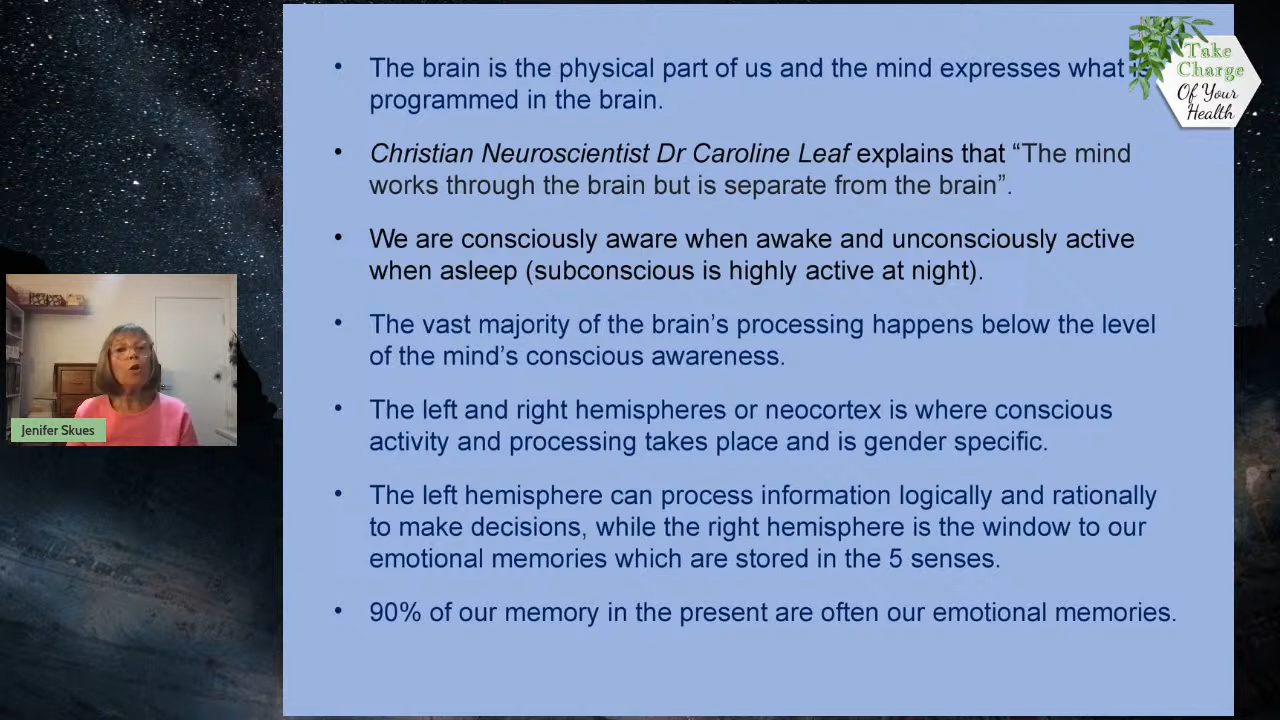 • The brain is the physical part of us and the mind expresses what is
programmed in the brain.
• Christian Neuroscientist Dr Caroline Leaf explains that “The mind
works through the brain but is separate from the brain”.
• We are consciously aware when awake and unconsciously active
when asleep (subconscious is highly active at night).
• The vast majority of the brain’s processing happens below the level
of the mind’s conscious awareness.
• The left and right hemispheres or neocortex is where conscious
activity and processing takes place and is gender specific.
• The left hemisphere can process information logically and rationally
to make decisions, while the right hemisphere is the window to our
emotional memories which are stored in the 5 senses.
• 90% of our memory in the present are often our emotional memories.
Take
Charge
Of Your
Health
Jenifer Skues